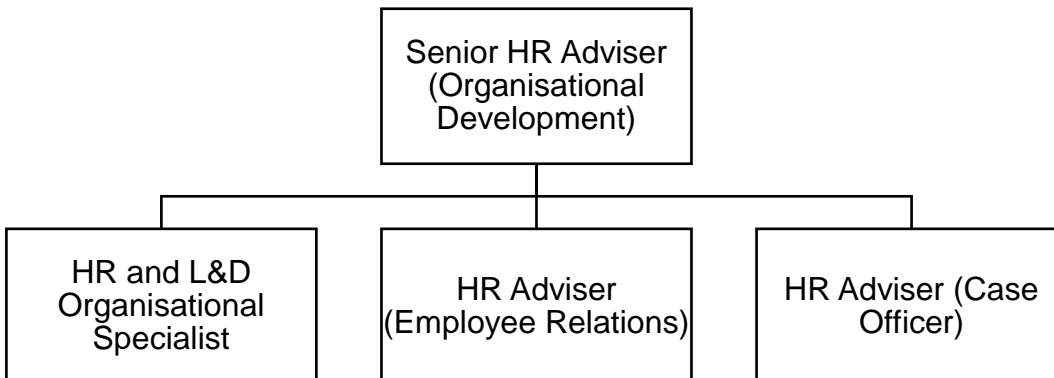 Senior HR Adviser
(Organisational
Development)
HR and L&D
Organisational
Specialist
HR Adviser
(Employee Relations)
HR Adviser (Case
Officer)